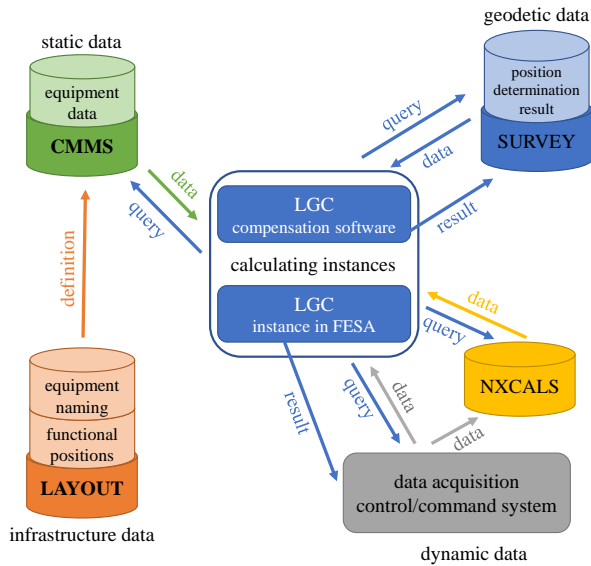 geodetic data
static data
position
determination
result
SURVEY
equipment
data
CMMS
query
data
data
query
result
LGC
compensation software
calculating instances
LGC
instance in FESA
definition
data
query
NXCALS
equipment
naming
functional
positions
LAYOUT
infrastructure data
result
query
data
data
data acquisition
control/command system
dynamic data